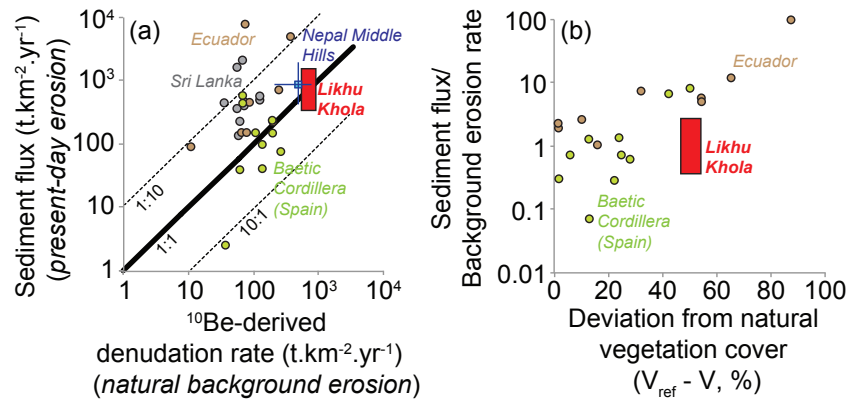 (a)
Sediment flux (t.km-2.yr-1)
(present-day erosion)
10⁴
10³
100
10
1
Ecuador
Nepal Middle
Hills
Sri Lanka
Likhu
Khola
Baetic
Cordillera
(Spain)
1:10
1:1
10:1
1
10
100
10³
10⁴
¹⁰Be-derived
denudation rate (t.km-2.yr-1)
(natural background erosion)
(b)
Sediment flux/
Background erosion rate
100
10
1
0.1
0.01
Ecuador
Likhu
Khola
Baetic
Cordillera
(Spain)
0
20
40
60
80
100
Deviation from natural
vegetation cover
(Vref - V, %)